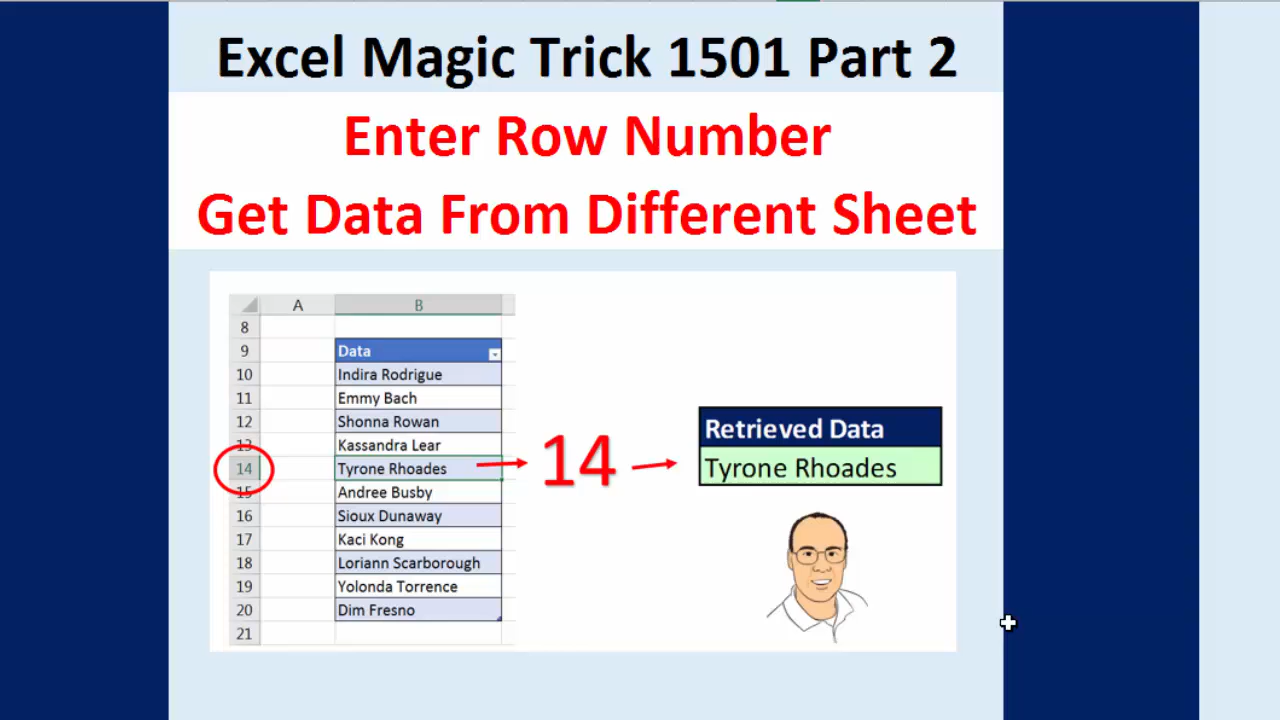 Excel Magic Trick 1501 Part 2
Enter Row Number
Get Data From Different Sheet
A B
8
9 Data
10 Indira Rodrigue
11 Emmy Bach
12 Shonna Rowan
13 Kassandra Lear
14 Tyrone Rhoades
15 Andree Busby
16 Sioux Dunaway
17 Kaci Kong
18 Loriann Scarborough
19 Yolonda Torrence
20 Dim Fresno
21
14
Retrieved Data
Tyrone Rhoades